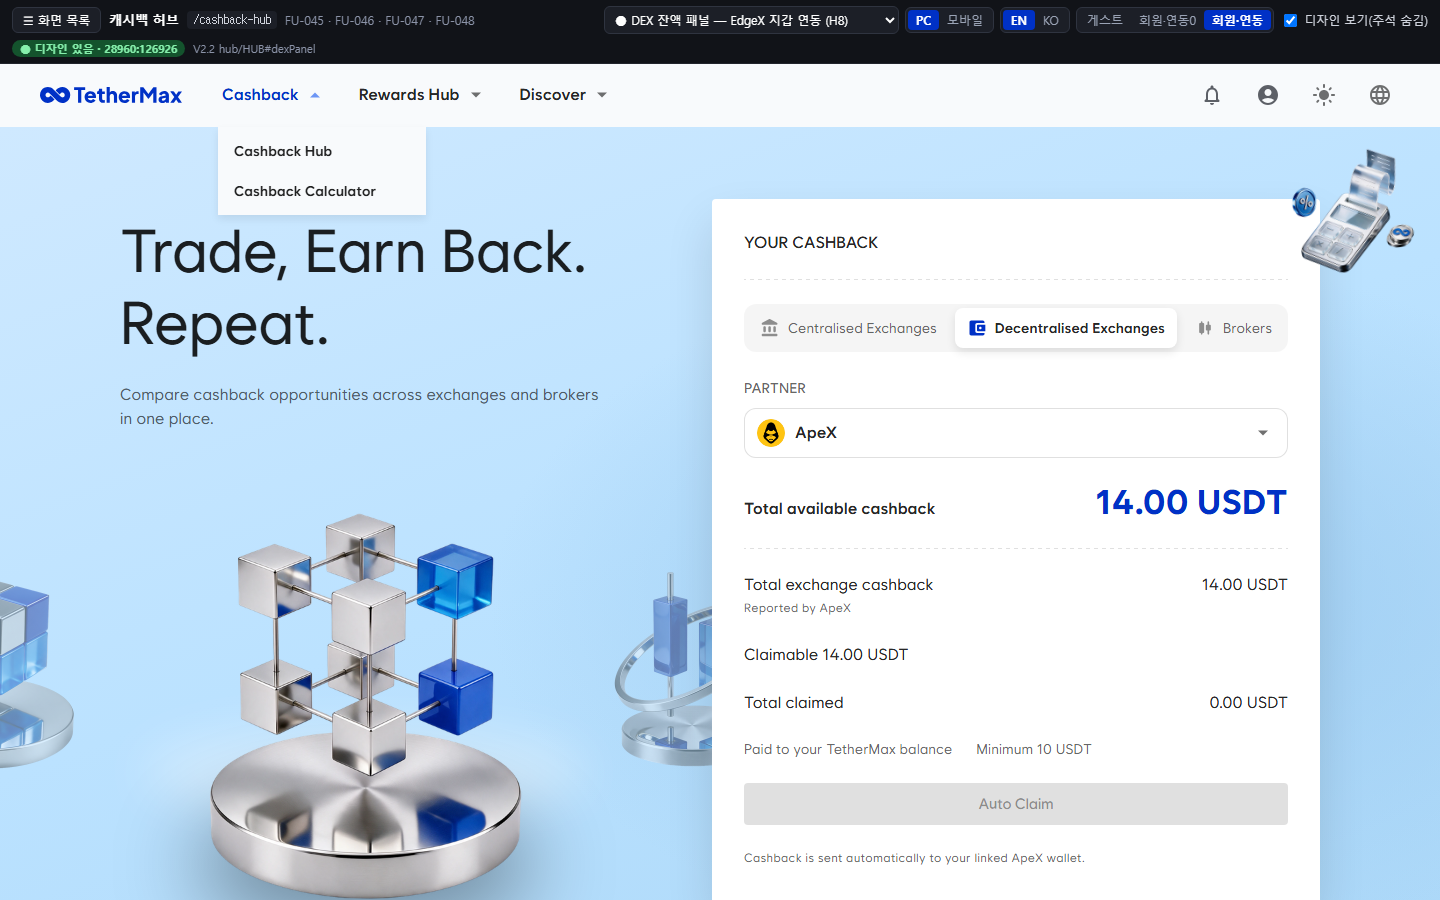 ☰ 화면 목록 캐시백 허브 /cashback-hub FU-045 · FU-046 · FU-047 · FU-048 ● DEX 잔액 패널 — EdgeX 지갑 연동 (H8) PC 모바일 EN KO 게스트 회원·연동0 회원·연동 디자인 보기(주석 숨김)
● 디자인 있음 · 28960:126926 V2.2 hub/HUB#dexPanel
TetherMax Cashback Rewards Hub Discover
Cashback Hub
Cashback Calculator
Trade, Earn Back.
Repeat.
Compare cashback opportunities across exchanges and brokers
in one place.
YOUR CASHBACK
Centralised Exchanges Decentralised Exchanges Brokers
PARTNER
ApeX
Total available cashback 14.00 USDT
Total exchange cashback 14.00 USDT
Reported by ApeX
Claimable 14.00 USDT
Total claimed 0.00 USDT
Paid to your TetherMax balance Minimum 10 USDT
Auto Claim
Cashback is sent automatically to your linked ApeX wallet.